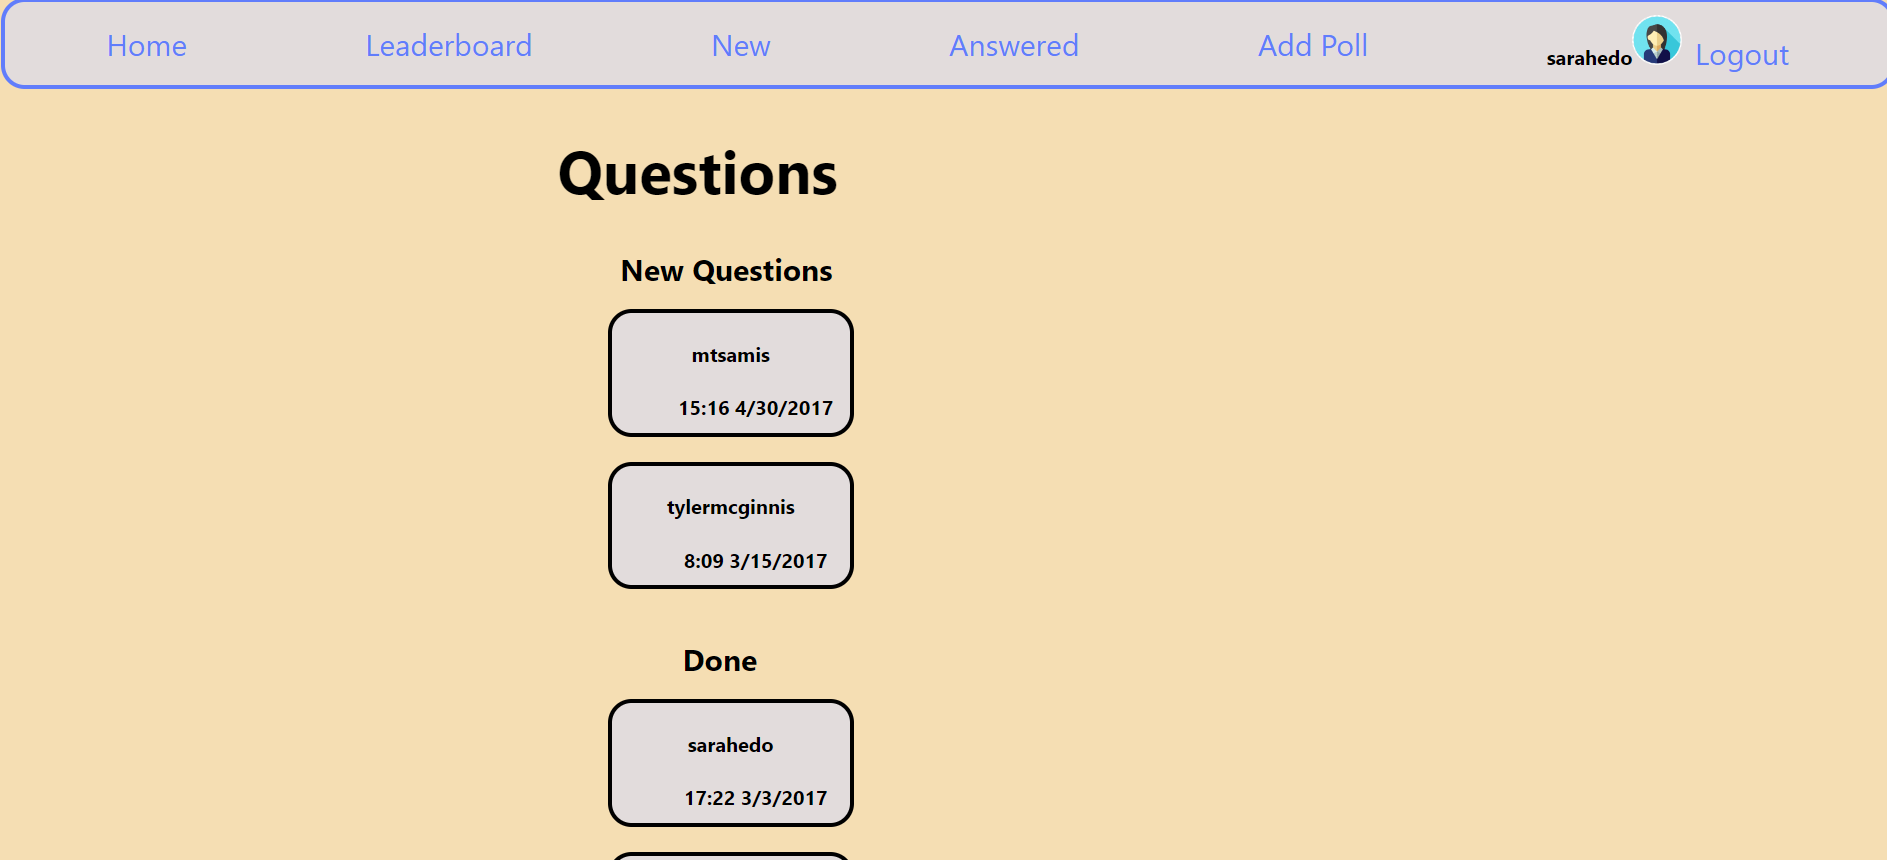 Home Leaderboard New Answered Add Poll sarahedo Logout
Questions
New Questions
mtsamis
15:16 4/30/2017
tylermcginnis
8:09 3/15/2017
Done
sarahedo
17:22 3/3/2017